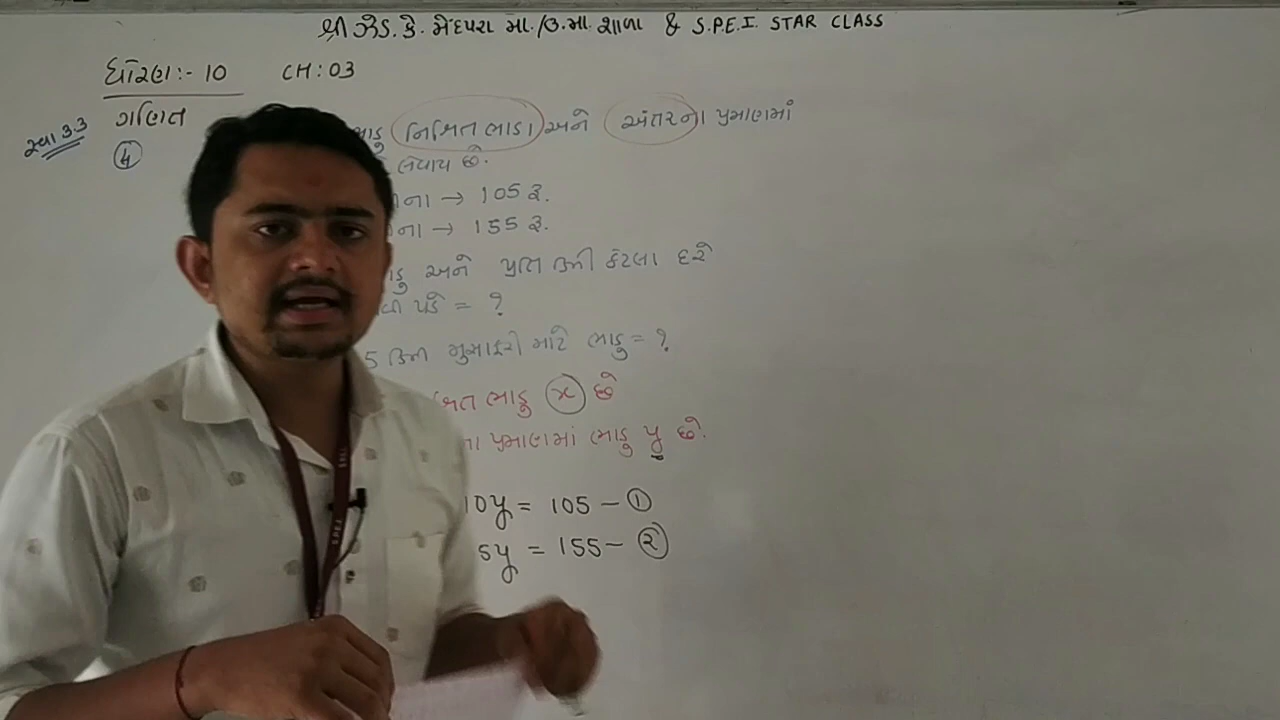 શ્રી ઝેડ. કે. મેંદપરા મા./ઉ.મા. શાળા & S.P.E.I. STAR CLASS
ધોરણ:- 10 CH: 03
ગણિત
સ્વા 3.3
(4)
ભાડુ નિશ્ચિત ભાડા અને અંતરના પ્રમાણમાં
લેવાય છે.
ના → 105 રૂ.
ના → 155 રૂ.
અને પ્રતિ કિમી કેટલા દરે
પડે = ?
5 કિમી મુસાફરી માટે ભાડુ = ?
ભાડુ x છે
પ્રમાણમાં ભાડુ y છે.
10y = 105 – ①
5y = 155 – ②